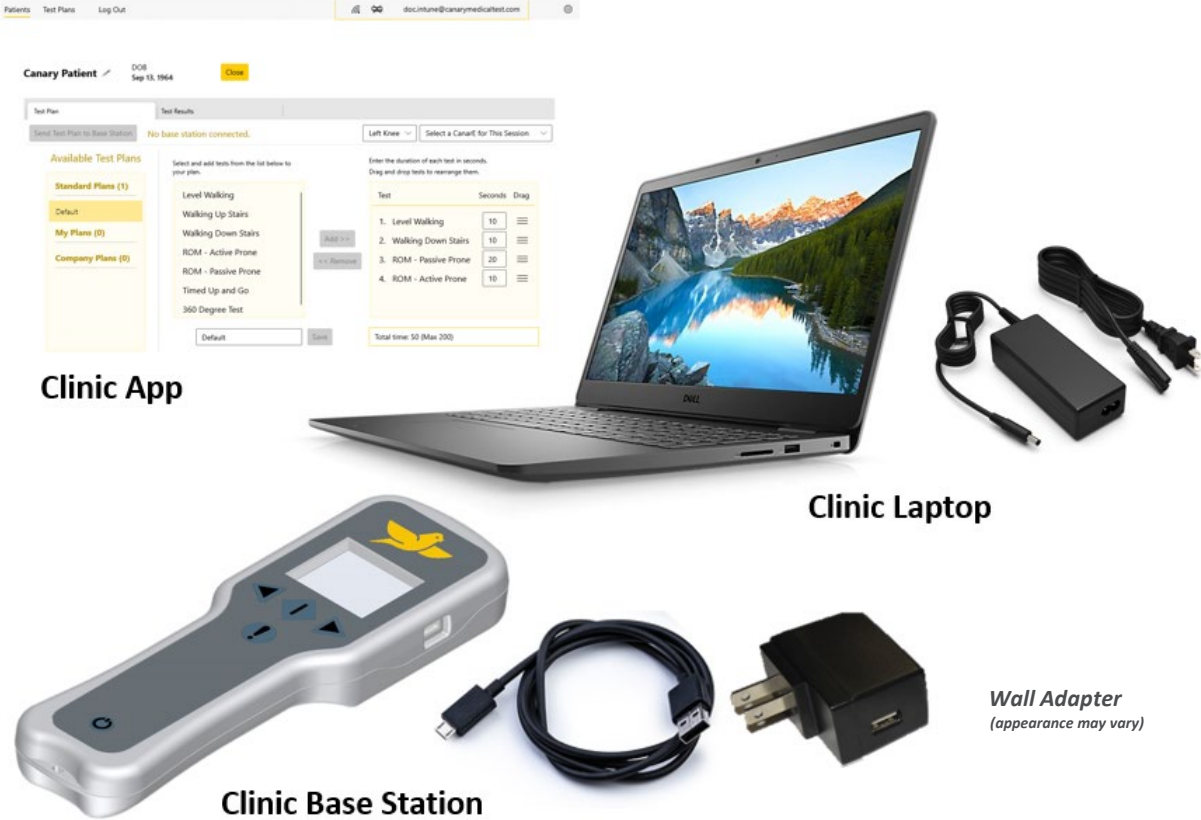 Patients Test Plans Log Out doc.intune@canarymedicaltest.com
Canary Patient DOB
Sep 13, 1964 Close
Test Plan Test Results
Send Test Plan to Base Station No base station connected. Left Knee Select a CanarE for This Session
Available Test Plans
Standard Plans (1)
Default
My Plans (0)
Company Plans (0)
Select and add tests from the list below to
your plan.
Level Walking
Walking Up Stairs
Walking Down Stairs
ROM - Active Prone
ROM - Passive Prone
Timed Up and Go
360 Degree Test
Default Save
Add >>
<< Remove
Enter the duration of each test in seconds.
Drag and drop tests to rearrange them.
Test Seconds Drag
1. Level Walking 10
2. Walking Down Stairs 10
3. ROM - Passive Prone 20
4. ROM - Active Prone 10
Total time: 50 (Max 200)
Clinic App
DELL
Clinic Laptop
Wall Adapter
(appearance may vary)
Clinic Base Station